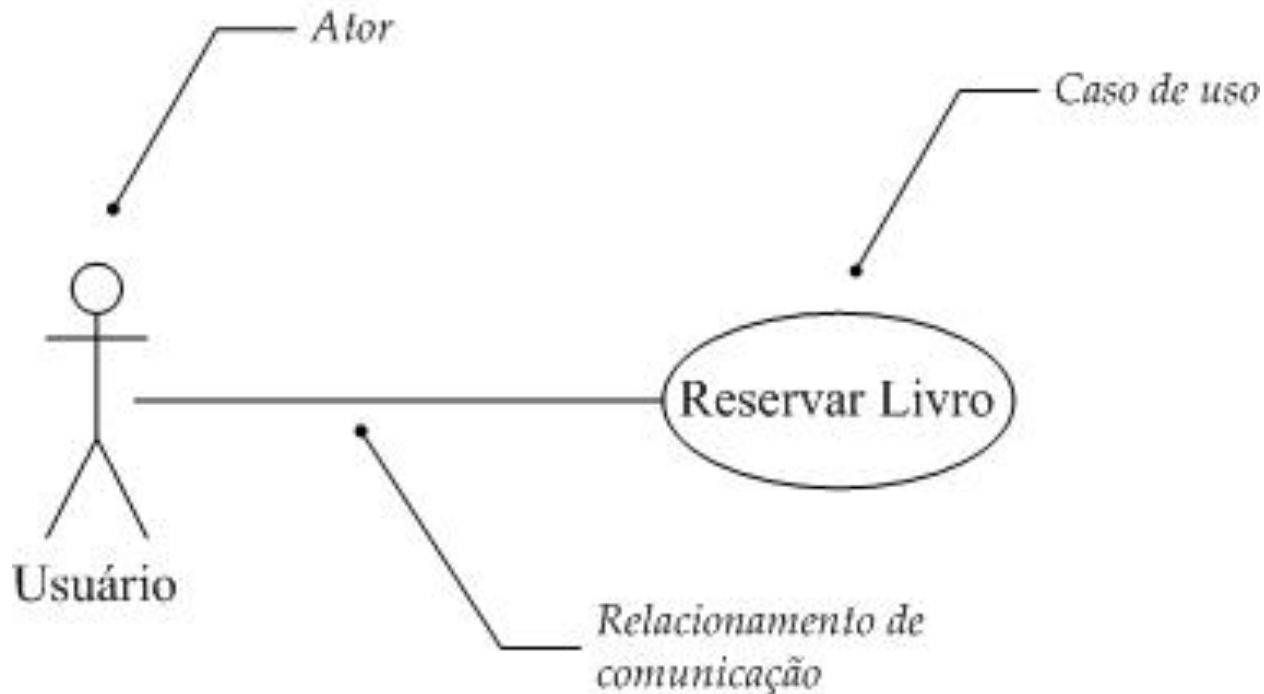 Ator
Caso de uso
Reservar Livro
Usuário
Relacionamento de
comunicação